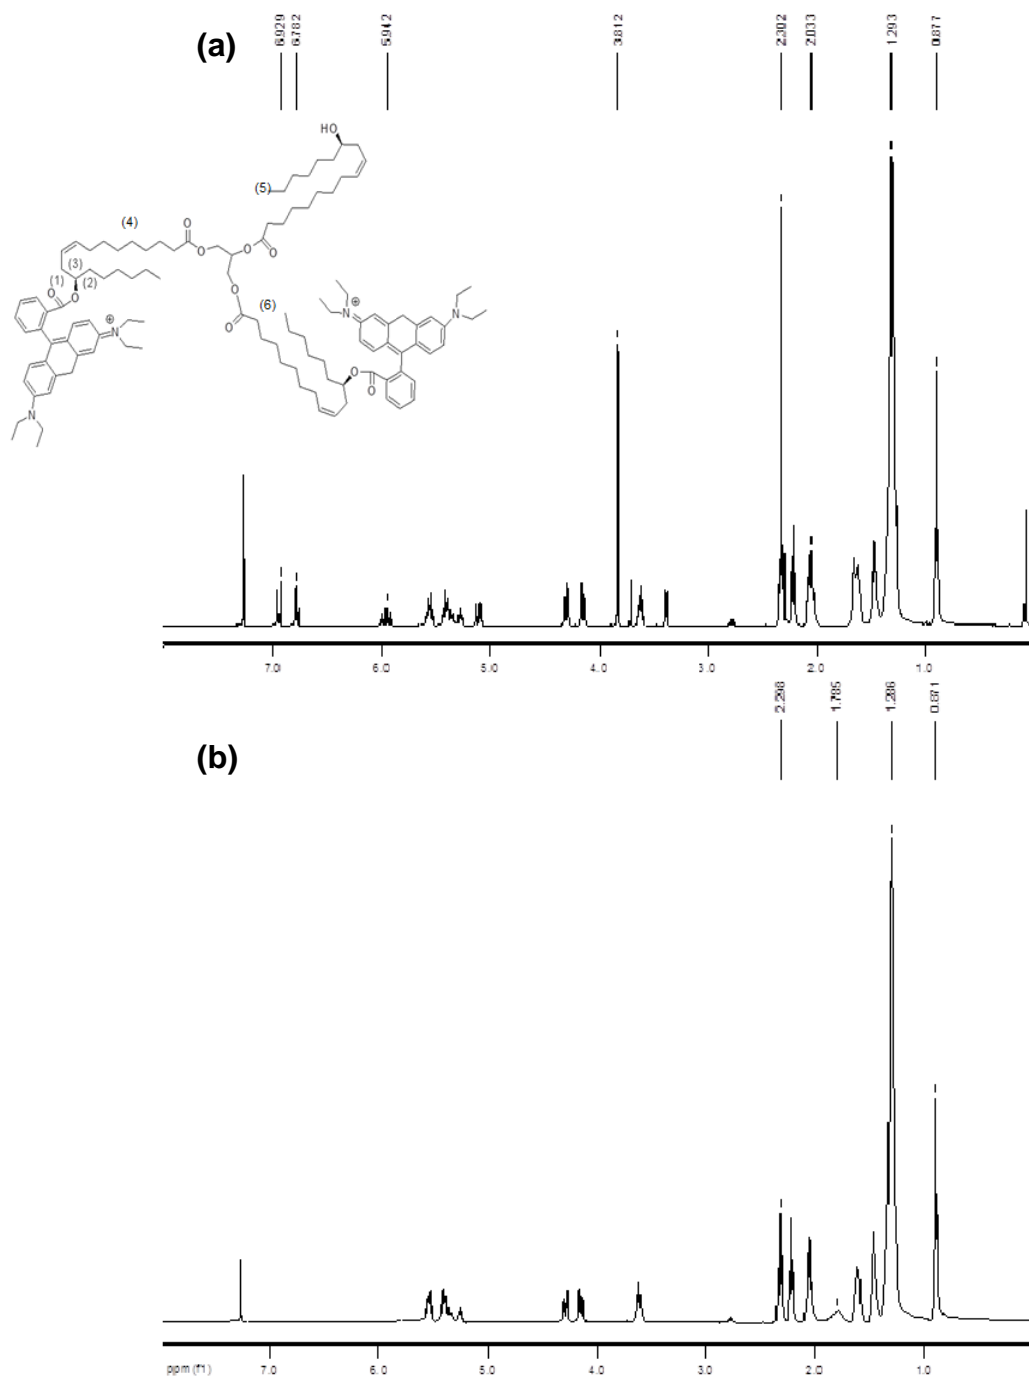 (a)
6.929 6.782 5.942 3.812 2.302 2.033 1.293 0.877
HO
(5)
(4)
O O O O
(3)
(1) O (2)
O
O (6)
O
N
N
O
O
N
N
7.0 6.0 5.0 4.0 3.0 2.0 1.0
(b)
2.298 1.785 1.286 0.871
ppm (f1) 7.0 6.0 5.0 4.0 3.0 2.0 1.0